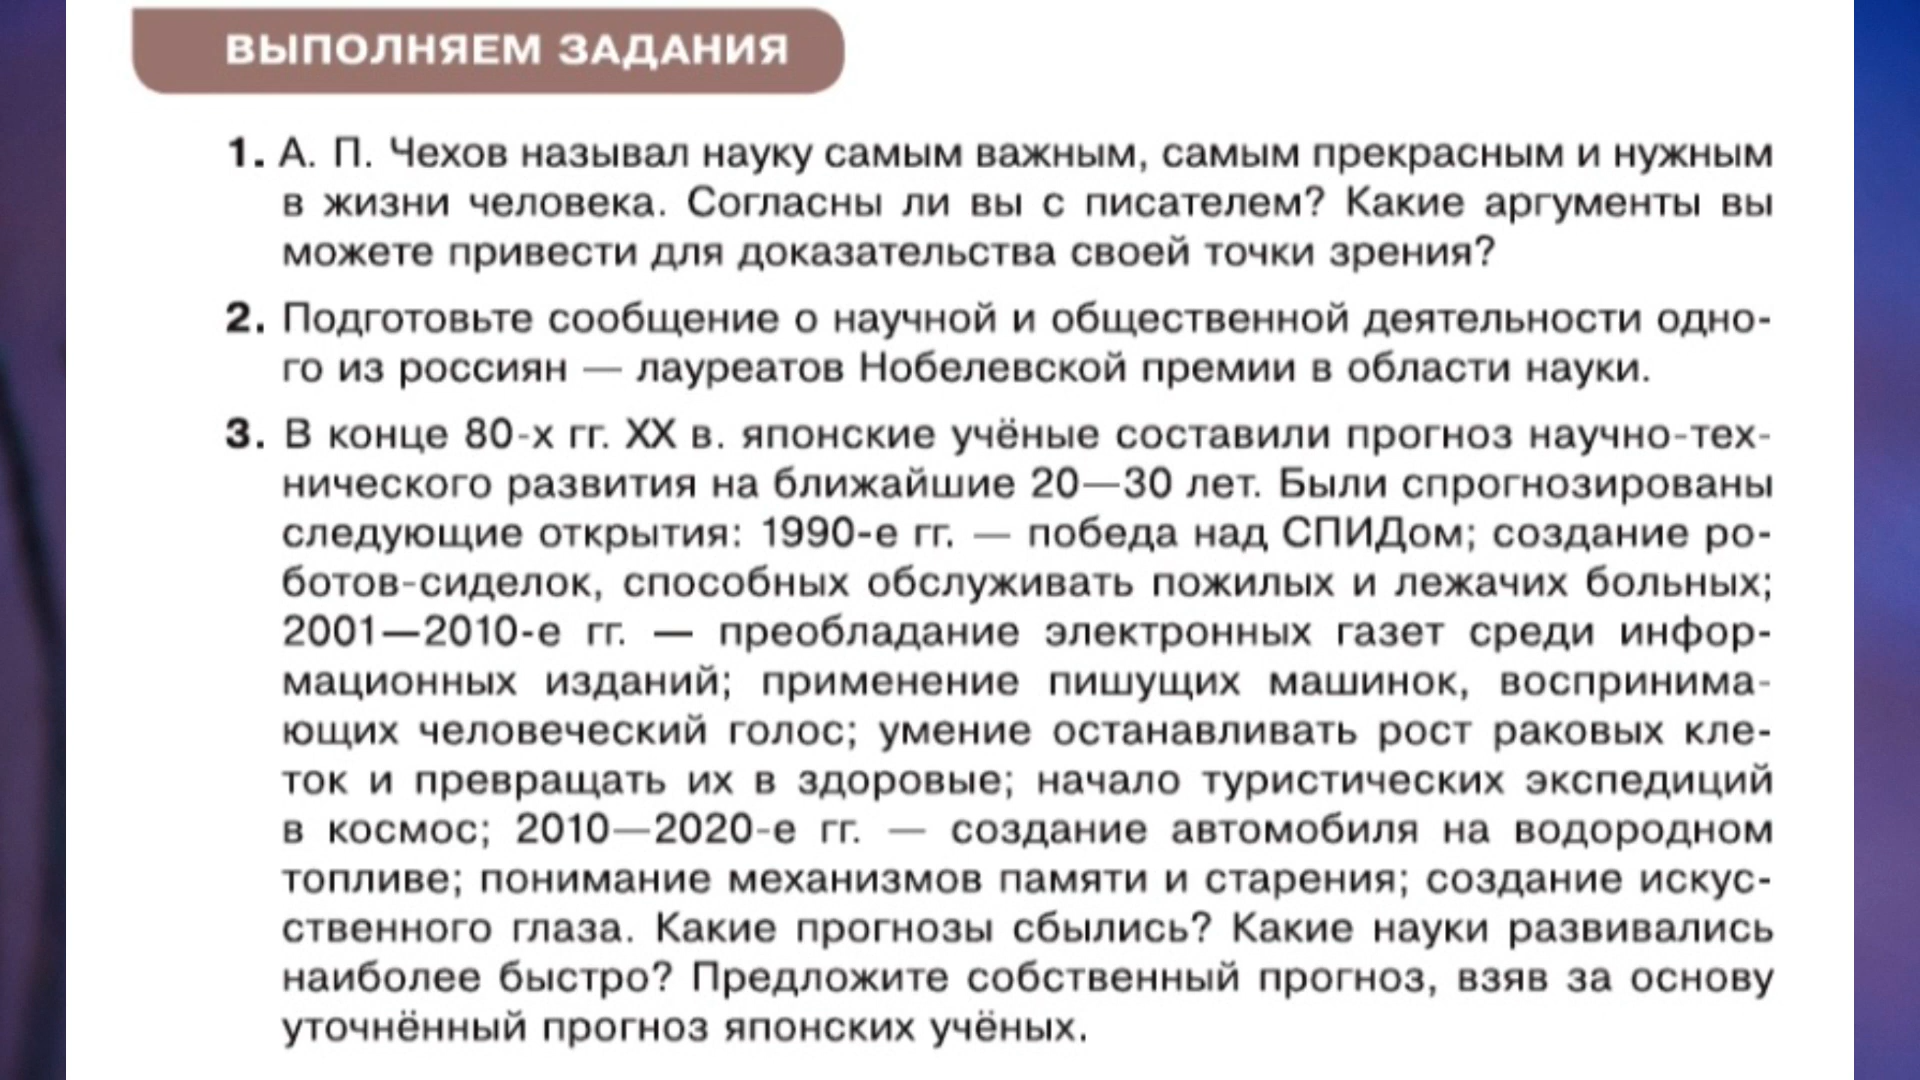 ВЫПОЛНЯЕМ ЗАДАНИЯ
1. А. П. Чехов называл науку самым важным, самым прекрасным и нужным
в жизни человека. Согласны ли вы с писателем? Какие аргументы вы
можете привести для доказательства своей точки зрения?
2. Подготовьте сообщение о научной и общественной деятельности одно-
го из россиян — лауреатов Нобелевской премии в области науки.
3. В конце 80-х гг. XX в. японские учёные составили прогноз научно-тех-
нического развития на ближайшие 20—30 лет. Были спрогнозированы
следующие открытия: 1990-е гг. — победа над СПИДом; создание ро-
ботов-сиделок, способных обслуживать пожилых и лежачих больных;
2001—2010-е гг. — преобладание электронных газет среди инфор-
мационных изданий; применение пишущих машинок, воспринима-
ющих человеческий голос; умение останавливать рост раковых кле-
ток и превращать их в здоровые; начало туристических экспедиций
в космос; 2010—2020-е гг. — создание автомобиля на водородном
топливе; понимание механизмов памяти и старения; создание искус-
ственного глаза. Какие прогнозы сбылись? Какие науки развивались
наиболее быстро? Предложите собственный прогноз, взяв за основу
уточнённый прогноз японских учёных.